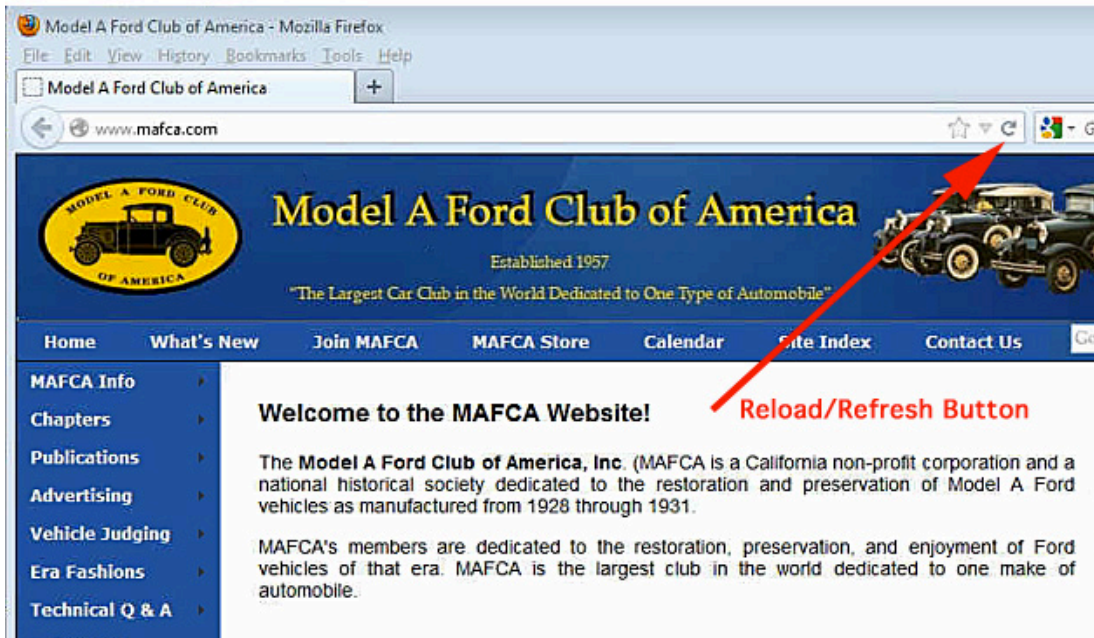 Model A Ford Club of America - Mozilla Firefox
File Edit View History Bookmarks Tools Help
Model A Ford Club of America +
www.mafca.com G
MODEL A FORD CLUB
OF AMERICA
Model A Ford Club of America
Established 1957
"The Largest Car Club in the World Dedicated to One Type of Automobile"
Home What's New Join MAFCA MAFCA Store Calendar Site Index Contact Us Go
MAFCA Info
Chapters
Publications
Advertising
Vehicle Judging
Era Fashions
Technical Q & A
Welcome to the MAFCA Website!
Reload/Refresh Button
The Model A Ford Club of America, Inc. (MAFCA is a California non-profit corporation and a
national historical society dedicated to the restoration and preservation of Model A Ford
vehicles as manufactured from 1928 through 1931.
MAFCA's members are dedicated to the restoration, preservation, and enjoyment of Ford
vehicles of that era. MAFCA is the largest club in the world dedicated to one make of
automobile.